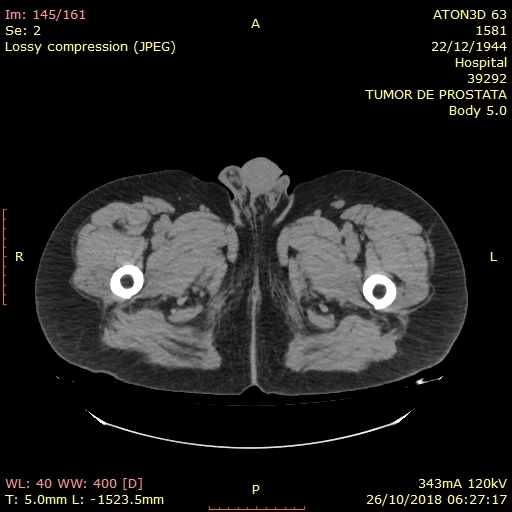 Im: 145/161
Se: 2
Lossy compression (JPEG)
A
ATON3D 63
1581
22/12/1944
Hospital
39292
TUMOR DE PROSTATA
Body 5.0
R
L
WL: 40 WW: 400 [D]
T: 5.0mm L: -1523.5mm
P
343mA 120kV
26/10/2018 06:27:17